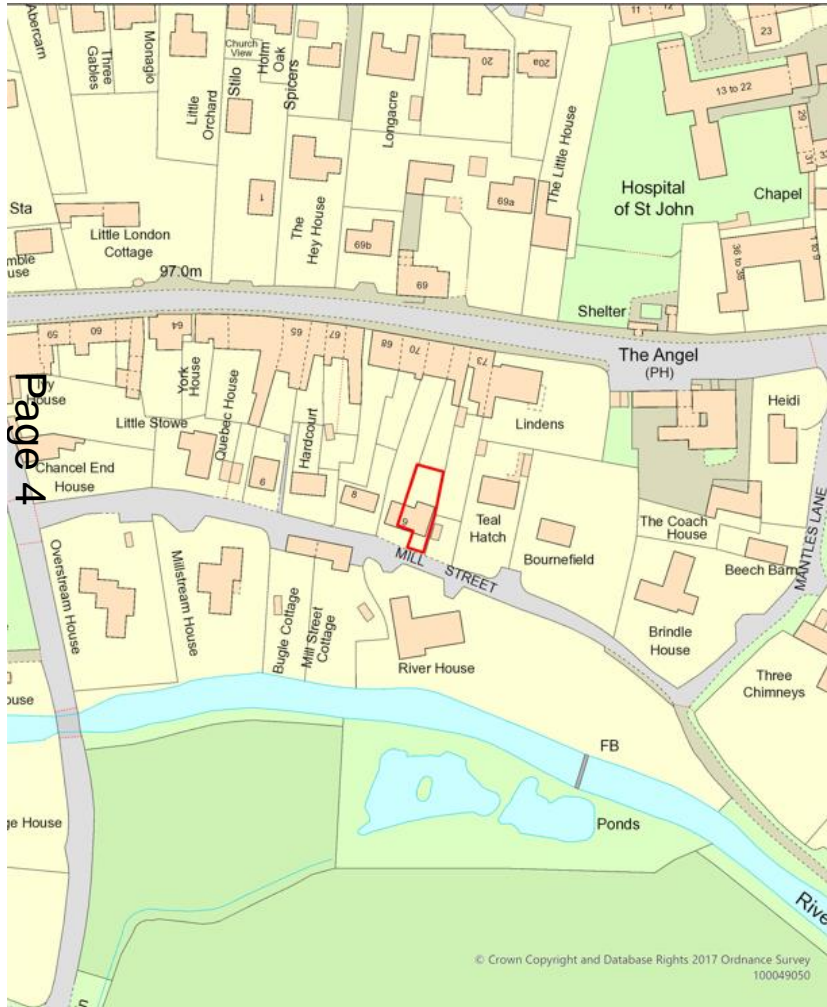 Abercarn
Three
Gables
Monagio
Little
Orchard
Church
View
Stilo
Holm
Oak
Spicers
Longacre
20
20a
The Little House
11
12
23
13 to 22
29
31
Hospital
of St John
Chapel
Sta
Little London
Cottage
1
The
Hey House
69b
69a
69
36 to 38
1 to 9
97.0m
Shelter
The Angel
(PH)
59
60
64
65
67
68
70
73
York
House
Quebec House
Hardcourt
Little Stowe
Lindens
Heidi
House
Page 4
Chancel End
House
9
8
6
Teal
Hatch
Bournefield
The Coach
House
Beech Barn
MANTLES LANE
MILL STREET
Overstream House
Millstream House
Bugle Cottage
Mill Street
Cottage
River House
Brindle
House
Three
Chimneys
FB
Ponds
ge House
Rive
© Crown Copyright and Database Rights 2017 Ordnance Survey
100049050